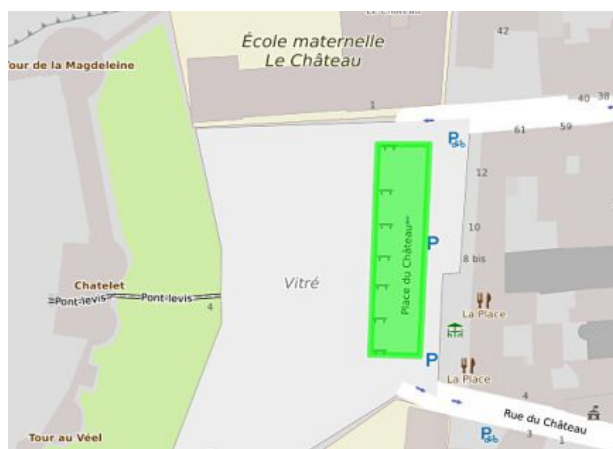 Le Château
42
École maternelle
Le Château
Tour de la Magdeleine
1
40
38
61
59
P
12
Place du Château
10
P
8 bis
Vitré
Chatelet
Pont-levis
Pont-levis
4
La Place
P
La Place
4
Rue du Château
Tour au Véel
P
3
1